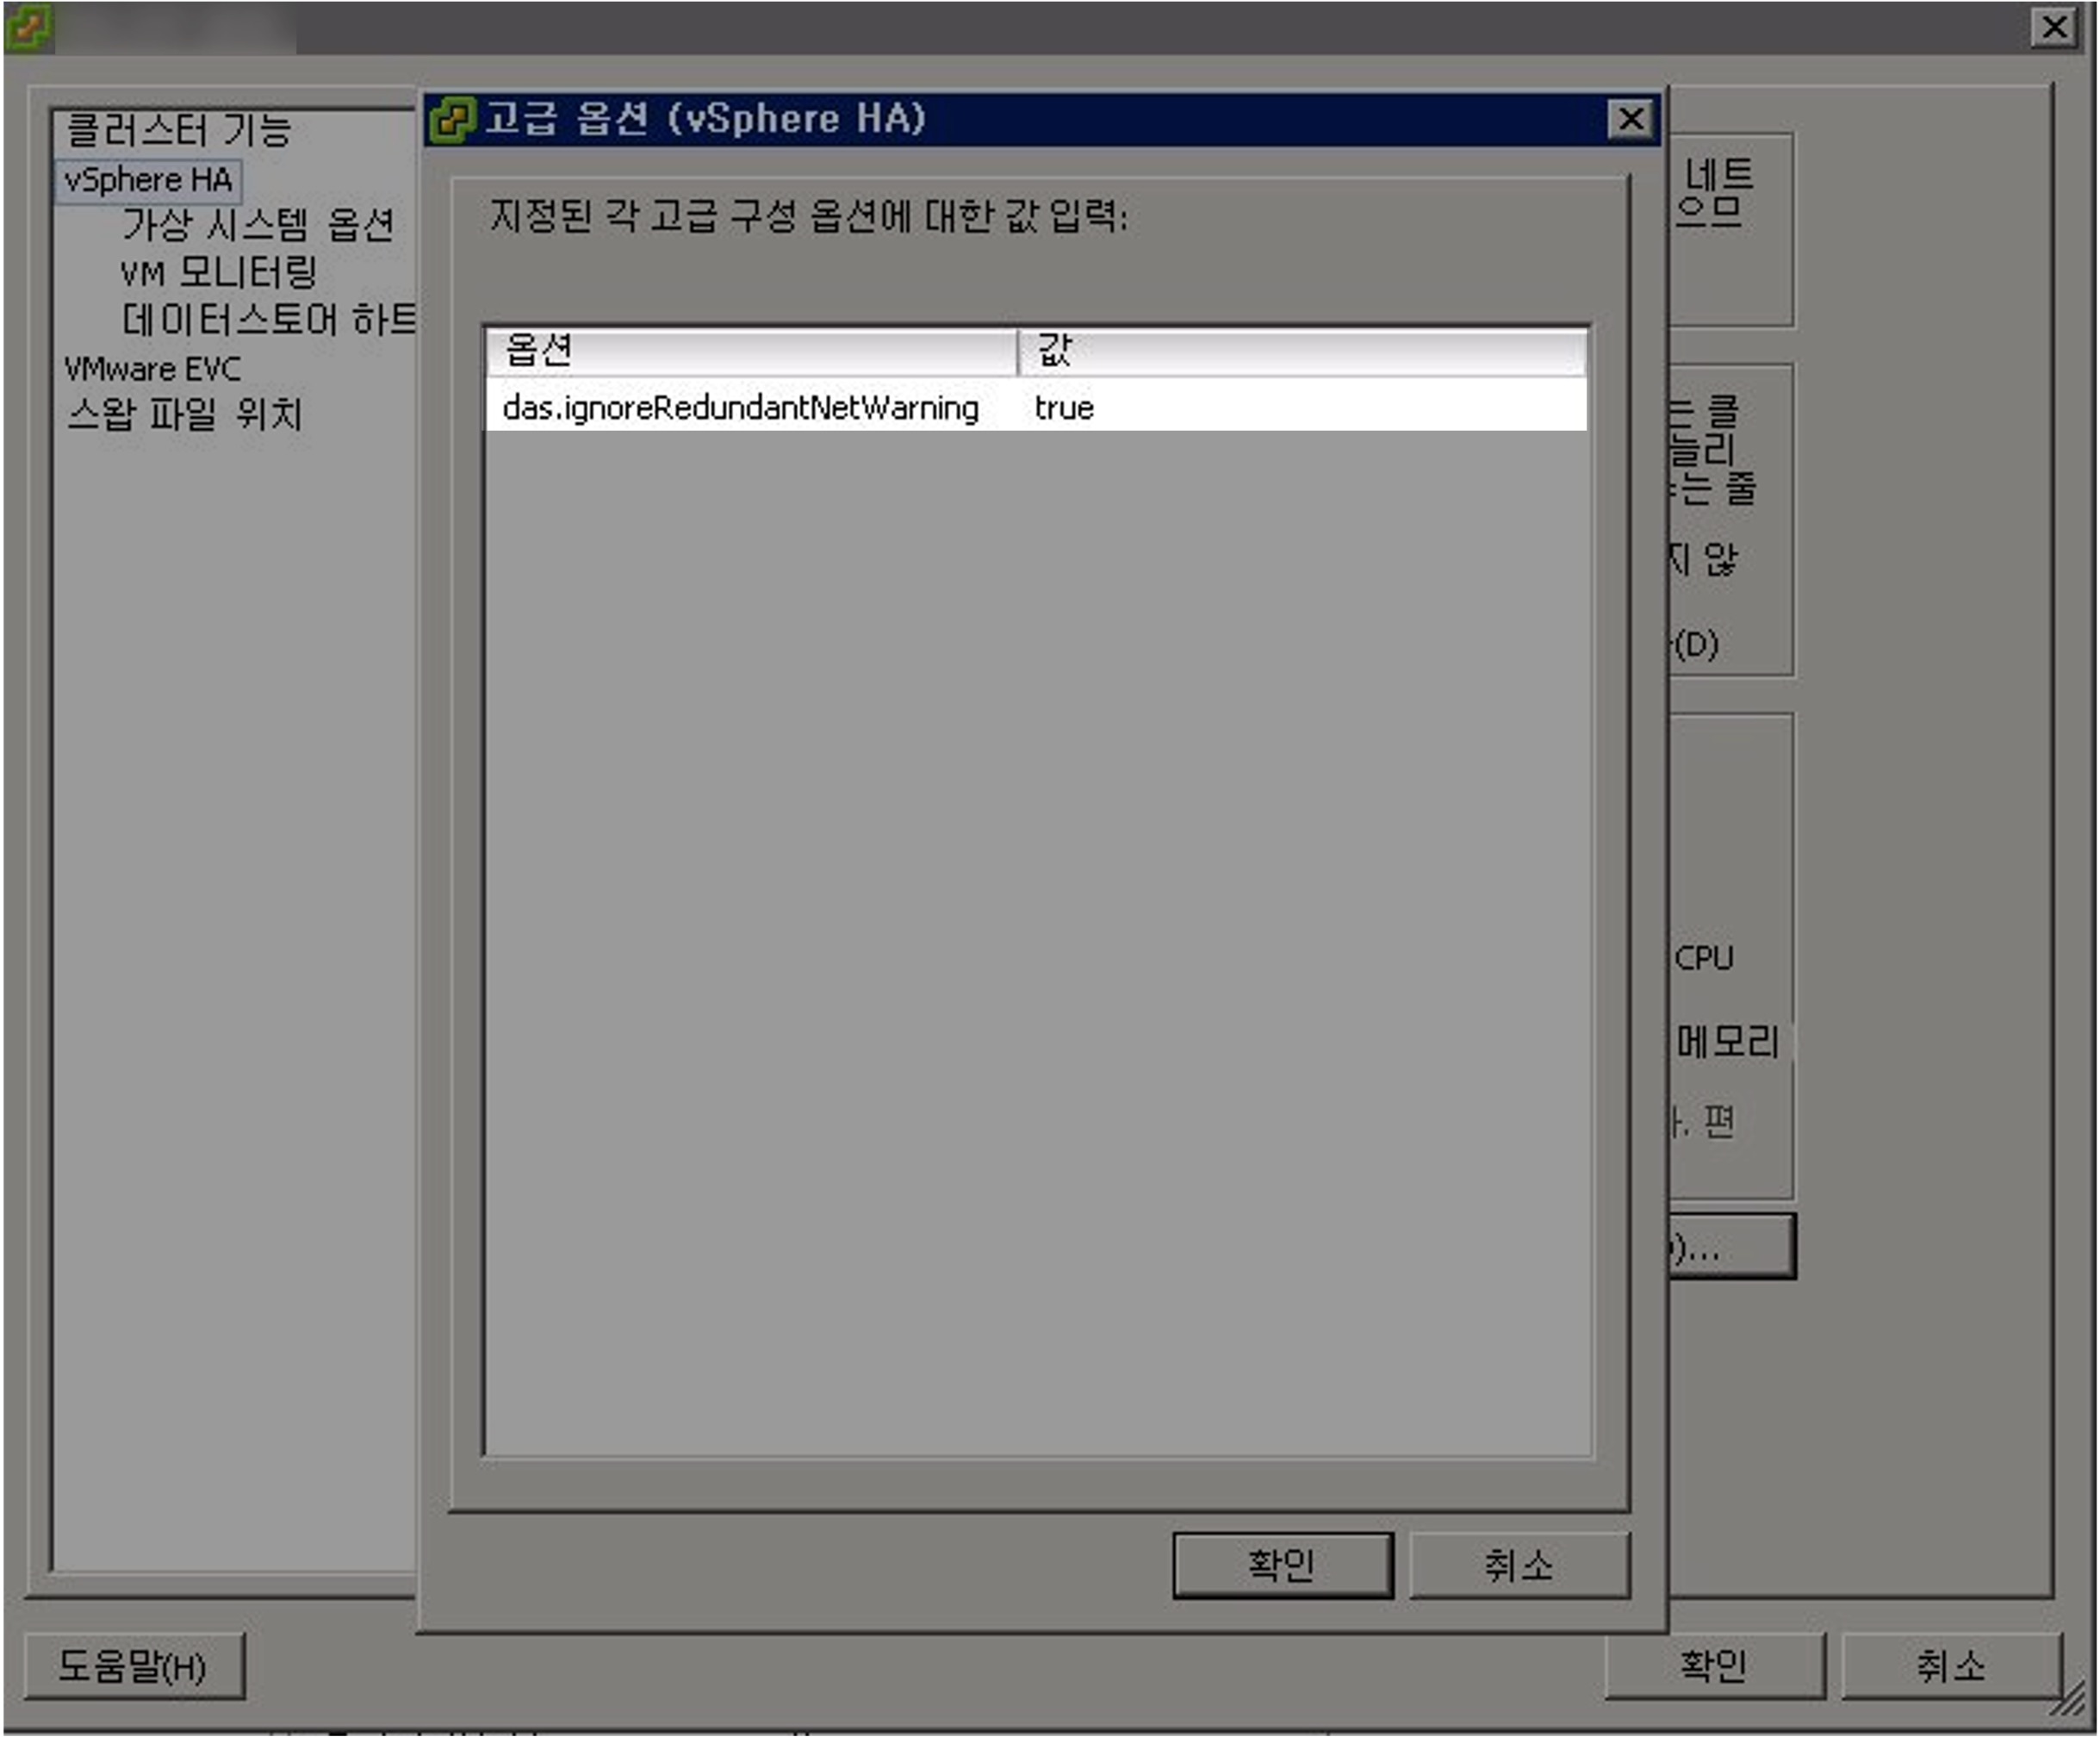 클러스터 기능
vSphere HA
가상 시스템 옵션
VM 모니터링
데이터스토어 하트
VMware EVC
스왑 파일 위치
고급 옵션 (vSphere HA)
지정된 각 고급 구성 옵션에 대한 값 입력:
옵션 값
das.ignoreRedundantNetWarning true
확인 취소
네트
으므
는 클
늘리
는 줄
지 않
(D)
CPU
메모리
. 편
)...
도움말(H)
확인 취소